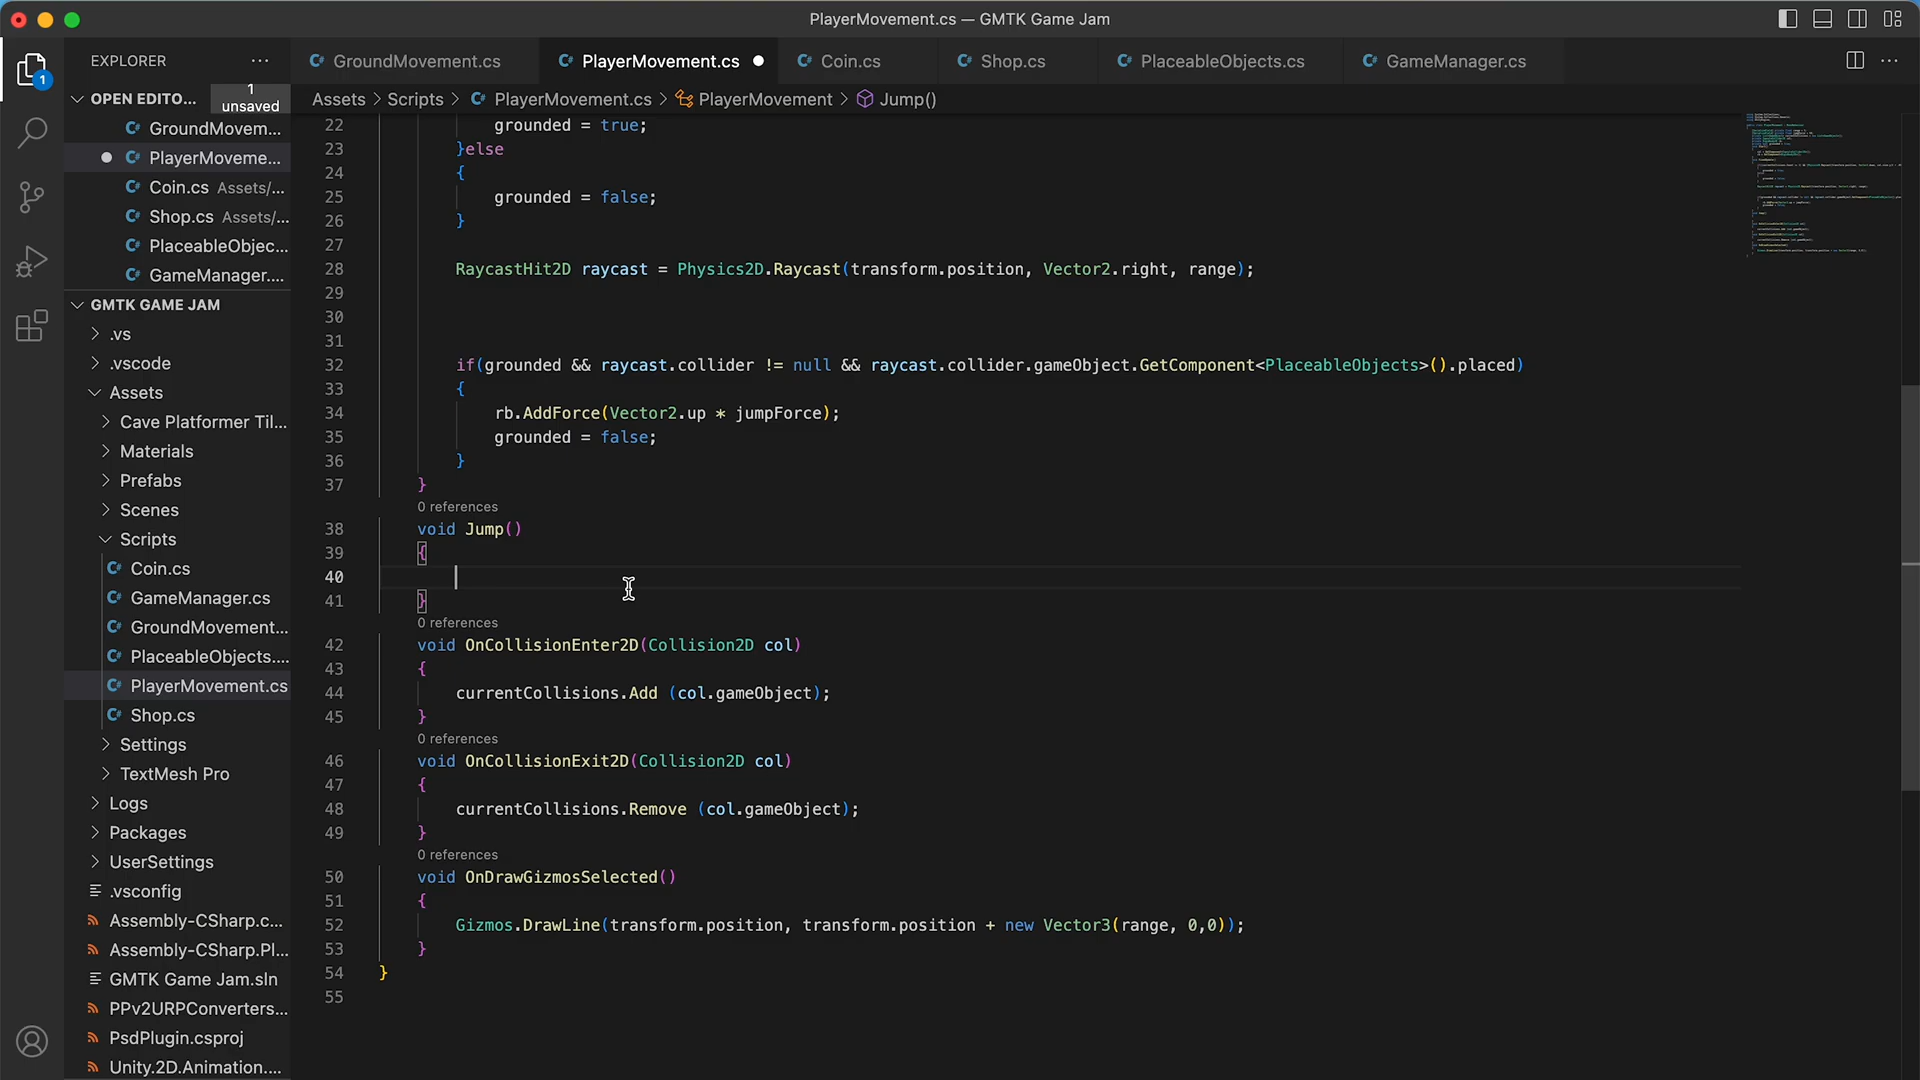 PlayerMovement.cs — GMTK Game Jam
EXPLORER
GroundMovement.cs
PlayerMovement.cs
Coin.cs
Shop.cs
PlaceableObjects.cs
GameManager.cs
1
OPEN EDITO...
1 unsaved
Assets > Scripts > PlayerMovement.cs > PlayerMovement > Jump()
GroundMovem...
PlayerMoveme...
Coin.cs Assets/...
Shop.cs Assets/...
PlaceableObjec...
GameManager....
GMTK GAME JAM
.vs
.vscode
Assets
Cave Platformer Til...
Materials
Prefabs
Scenes
Scripts
Coin.cs
GameManager.cs
GroundMovement...
PlaceableObjects....
PlayerMovement.cs
Shop.cs
Settings
TextMesh Pro
Logs
Packages
UserSettings
.vsconfig
Assembly-CSharp.c...
Assembly-CSharp.Pl...
GMTK Game Jam.sln
PPv2URPConverters...
PsdPlugin.csproj
Unity.2D.Animation....
22 grounded = true;
23 }else
24 {
25 grounded = false;
26 }
27
28 RaycastHit2D raycast = Physics2D.Raycast(transform.position, Vector2.right, range);
29
30
31
32 if(grounded && raycast.collider != null && raycast.collider.gameObject.GetComponent<PlaceableObjects>().placed)
33 {
34 rb.AddForce(Vector2.up * jumpForce);
35 grounded = false;
36 }
37 }
0 references
38 void Jump()
39 {
40
41 }
0 references
42 void OnCollisionEnter2D(Collision2D col)
43 {
44 currentCollisions.Add (col.gameObject);
45 }
0 references
46 void OnCollisionExit2D(Collision2D col)
47 {
48 currentCollisions.Remove (col.gameObject);
49 }
0 references
50 void OnDrawGizmosSelected()
51 {
52 Gizmos.DrawLine(transform.position, transform.position + new Vector3(range, 0,0));
53 }
54 }
55